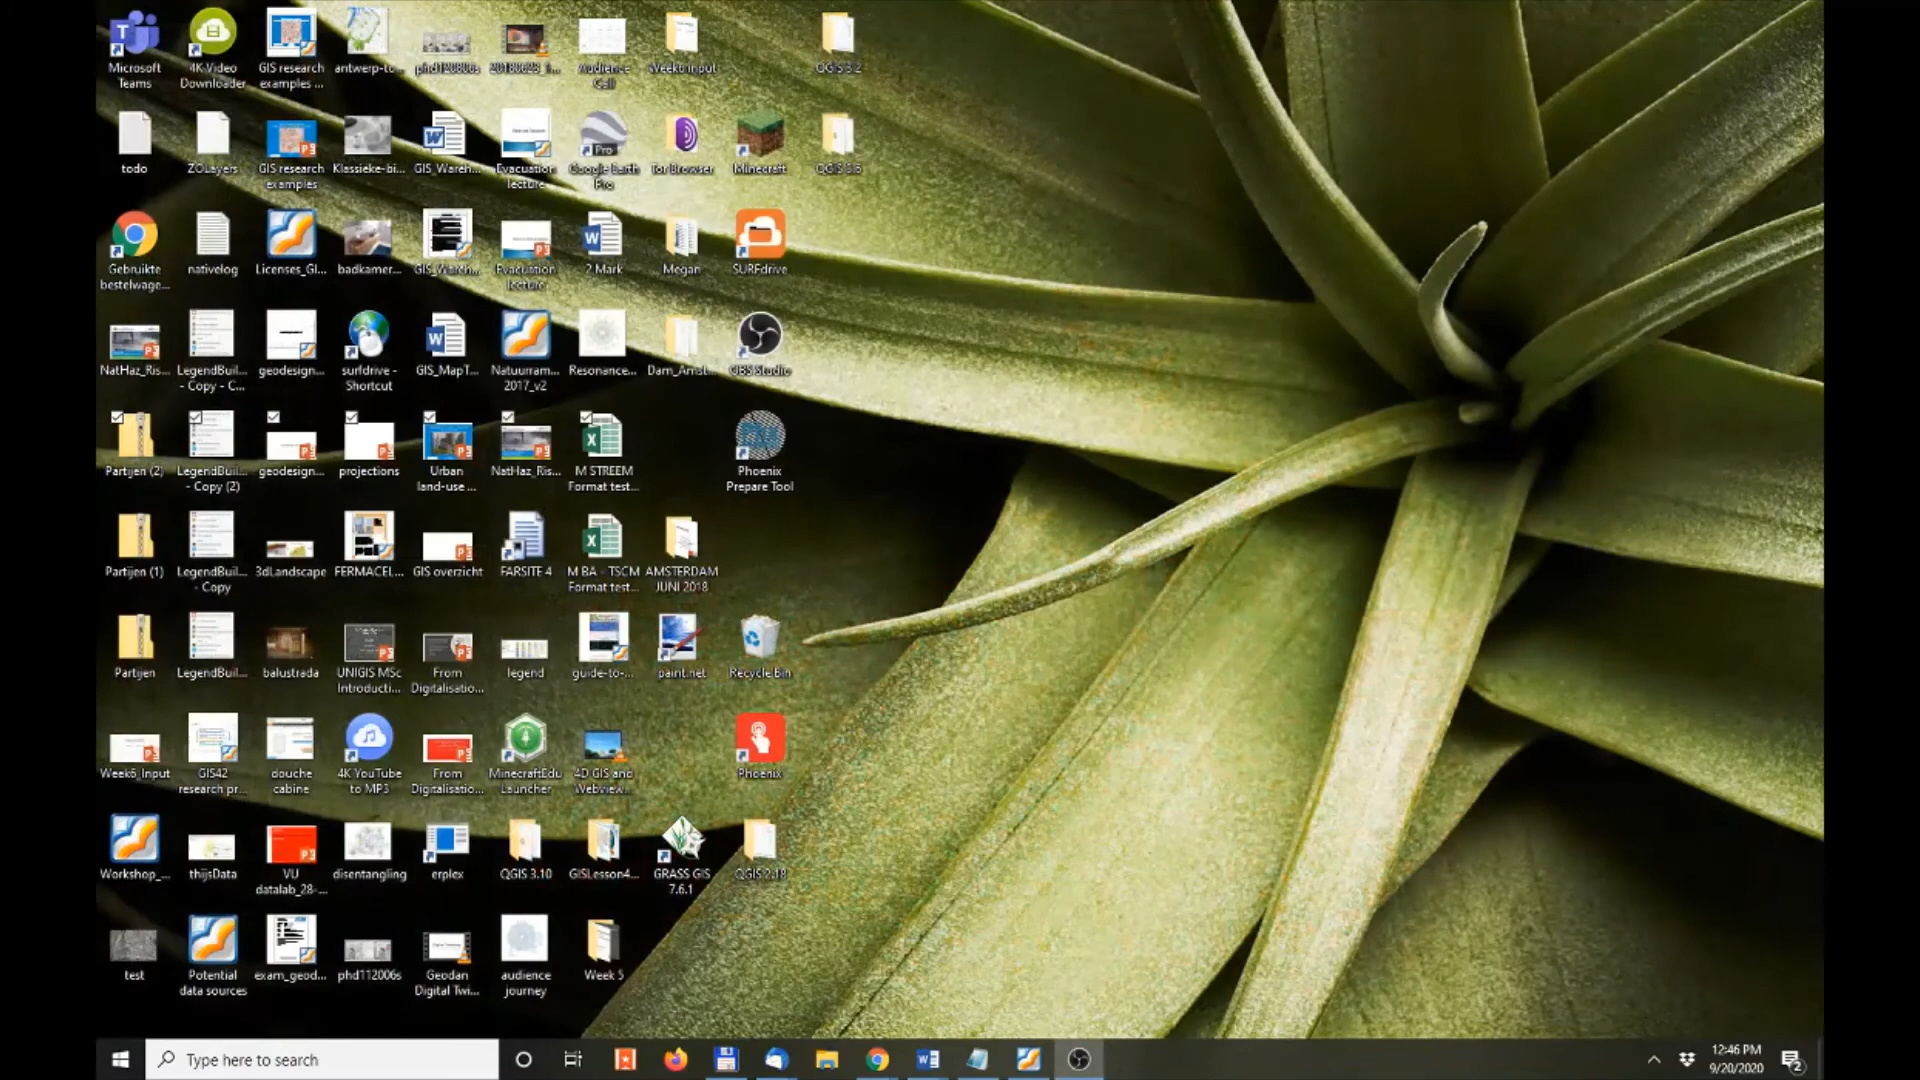 Microsoft Teams
4K Video Downloader
GIS research examples ...
antwerp-to...
phd120806s
20180628_1...
Audience Call
Week6input
QGIS 3.2
todo
ZOLayers
GIS research examples
Klassieke-bi...
GIS_Wareh...
Evacuation lecture
Google Earth Pro
Tor Browser
Minecraft
QGIS 3.6
Gebruikte bestelwage...
nativelog
Licenses_GI...
badkamer...
GIS_Wareh...
Evacuation lecture
2 Mark
Megan
SURFdrive
NatHaz_Ris...
LegendBuil... - Copy - C...
geodesign...
surfdrive - Shortcut
GIS_MapT...
Natuurram... 2017_v2
Resonance...
Dam_Amst...
OBS Studio
Partijen (2)
LegendBuil... - Copy (2)
geodesign...
projections
Urban land-use ...
NatHaz_Ris...
M STREEM Format test...
Phoenix Prepare Tool
Partijen (1)
LegendBuil... - Copy
3dLandscape
FERMACEL...
GIS overzicht
FARSITE 4
M BA - TSCM Format test...
AMSTERDAM JUNI 2018
Partijen
LegendBuil...
balustrada
UNIGIS MSc Introducti...
From Digitalisatio...
legend
guide-to-...
paint.net
Recycle Bin
Week6_Input
GIS42 research pr...
douche cabine
4K YouTube to MP3
From Digitalisatio...
MinecraftEdu Launcher
4D GIS and Webview...
Phoenix
Workshop_...
thijsData
VU datalab_28-...
disentangling
erplex
QGIS 3.10
GISLesson4...
GRASS GIS 7.6.1
QGIS 2.18
test
Potential data sources
exam_geod...
phd112006s
Geodan Digital Twi...
audience journey
Week 5
Type here to search
12:46 PM
9/20/2020
2